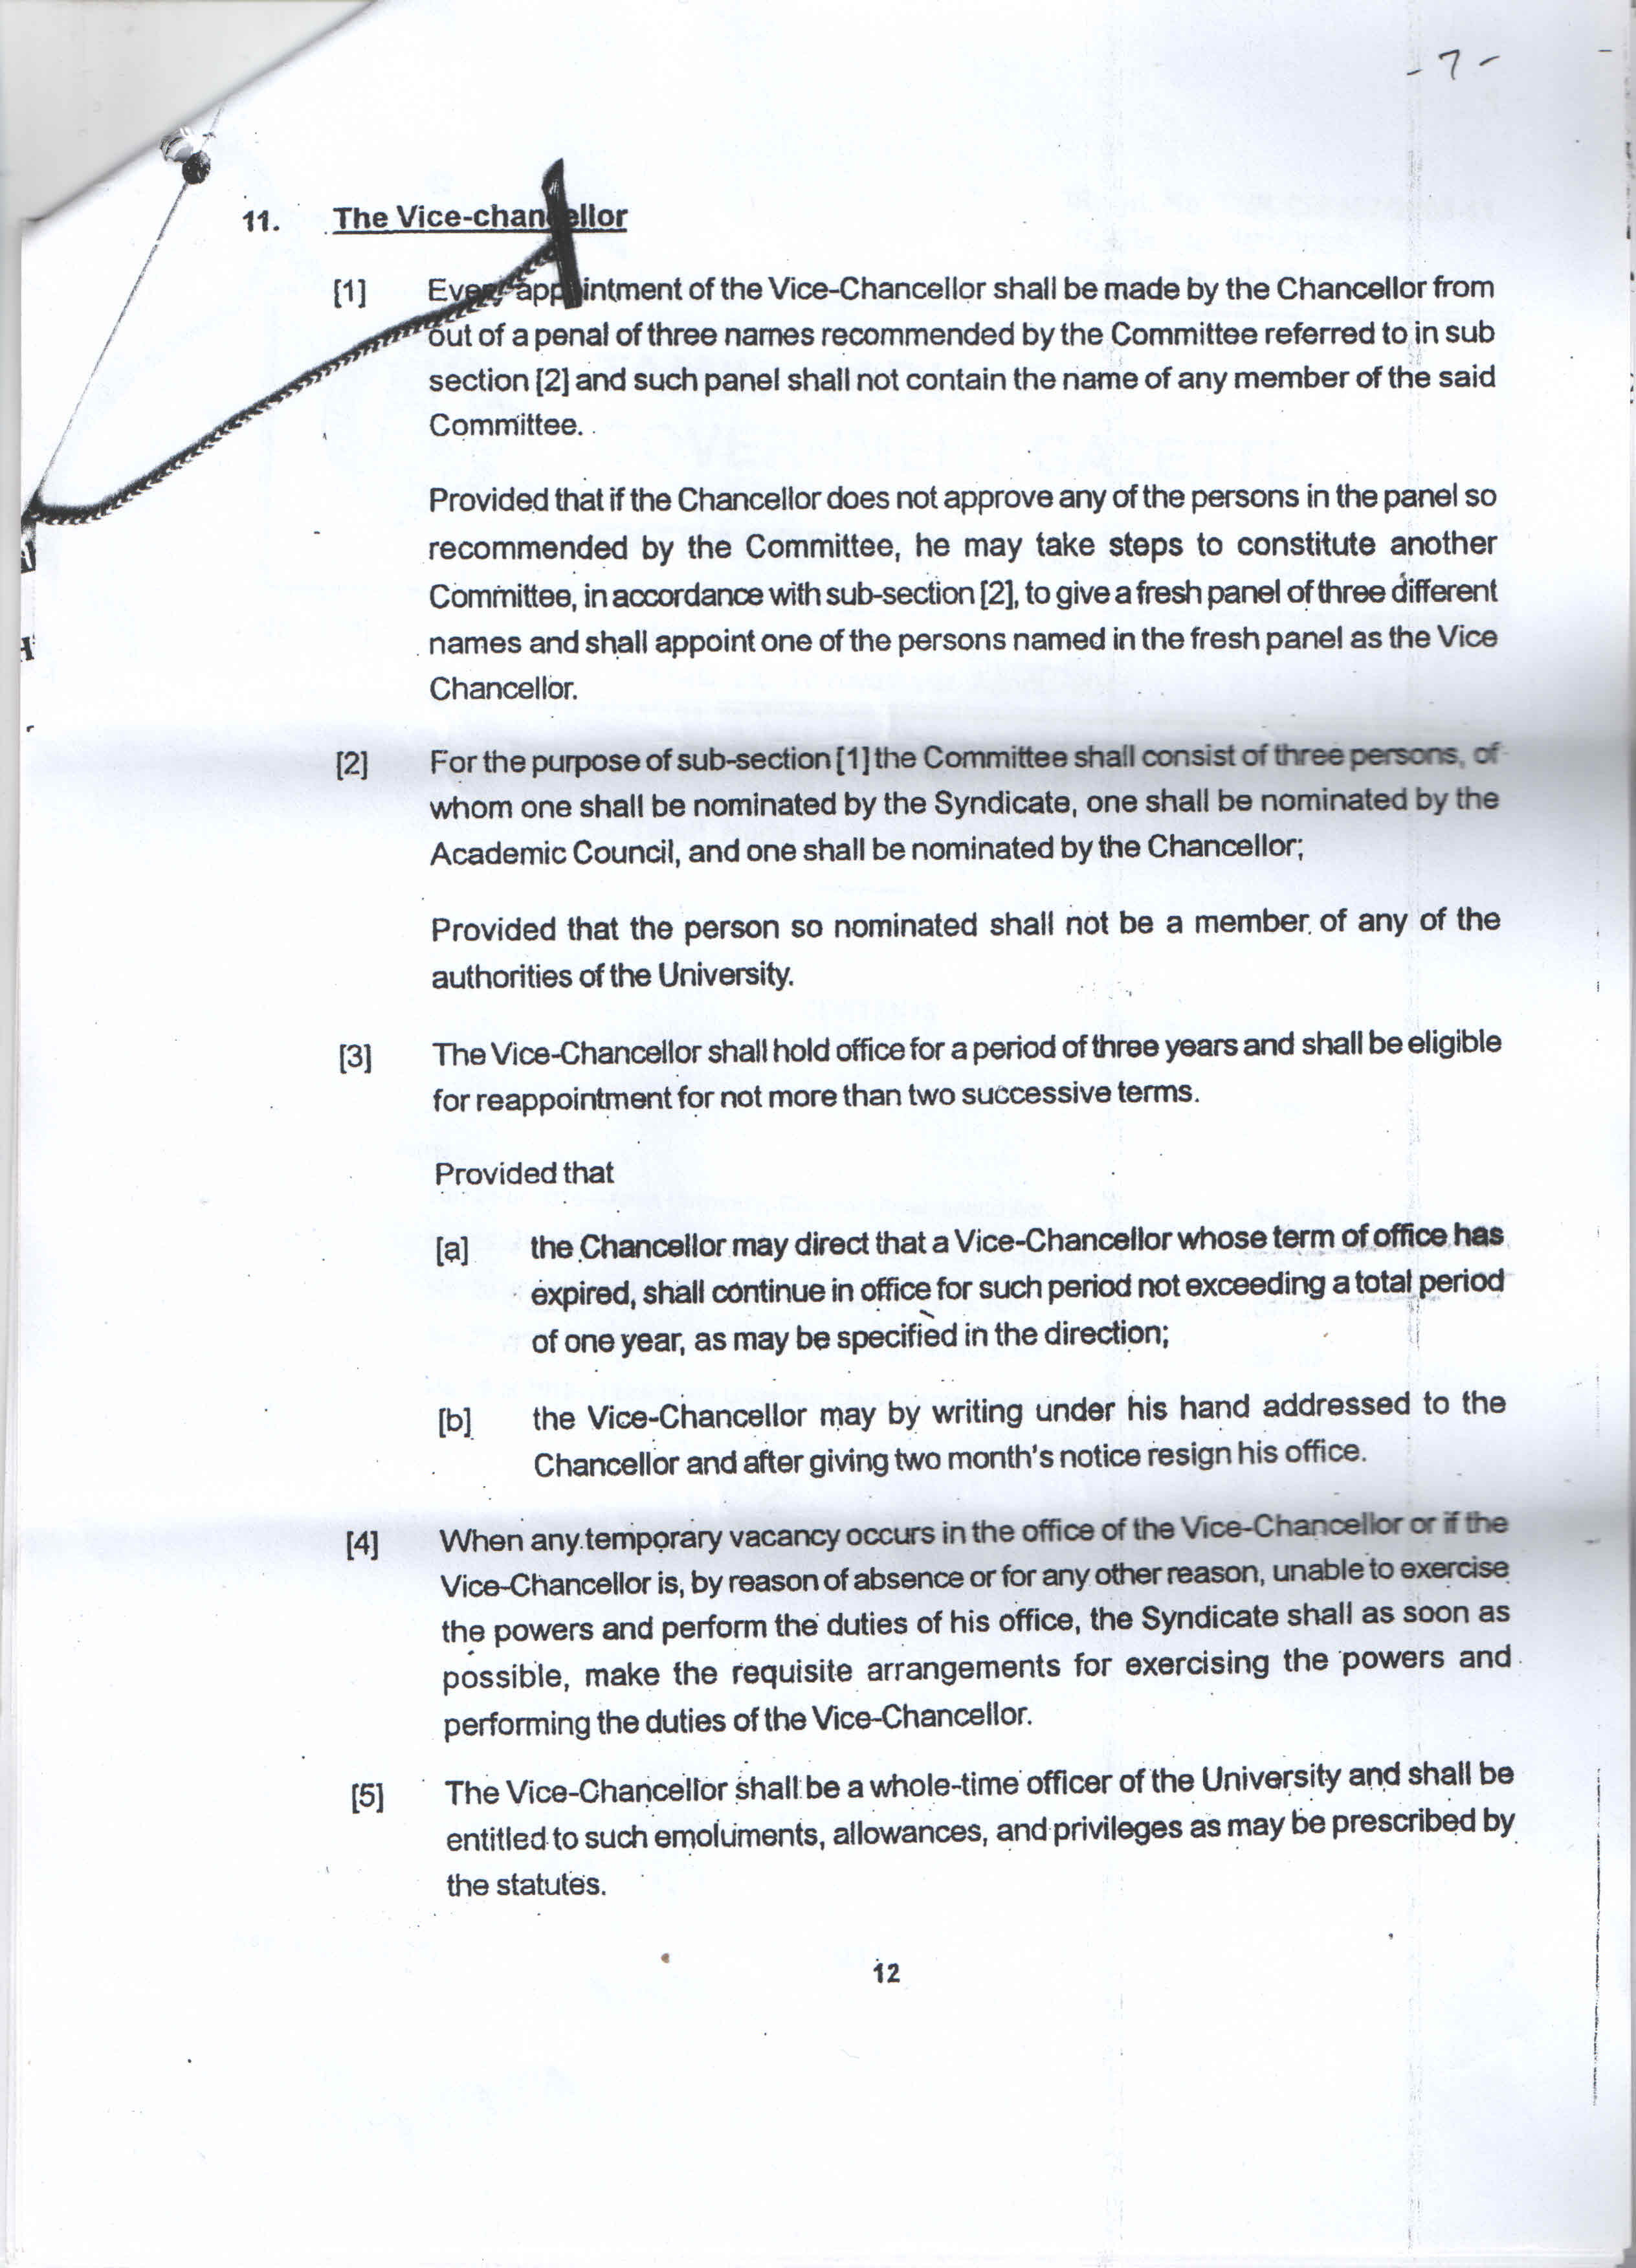 - 7 -
11. The Vice-chancellor
[1] Every appointment of the Vice-Chancellor shall be made by the Chancellor from
out of a penal of three names recommended by the Committee referred to in sub
section [2] and such panel shall not contain the name of any member of the said
Committee.
Provided that if the Chancellor does not approve any of the persons in the panel so
recommended by the Committee, he may take steps to constitute another
Committee, in accordance with sub-section [2], to give a fresh panel of three different
names and shall appoint one of the persons named in the fresh panel as the Vice
Chancellor.
[2] For the purpose of sub-section [1] the Committee shall consist of three persons, of
whom one shall be nominated by the Syndicate, one shall be nominated by the
Academic Council, and one shall be nominated by the Chancellor;
Provided that the person so nominated shall not be a member of any of the
authorities of the University.
[3] The Vice-Chancellor shall hold office for a period of three years and shall be eligible
for reappointment for not more than two successive terms.
Provided that
[a] the Chancellor may direct that a Vice-Chancellor whose term of office has
expired, shall continue in office for such period not exceeding a total period
of one year, as may be specified in the direction;
[b] the Vice-Chancellor may by writing under his hand addressed to the
Chancellor and after giving two month's notice resign his office.
[4] When any temporary vacancy occurs in the office of the Vice-Chancellor or if the
Vice-Chancellor is, by reason of absence or for any other reason, unable to exercise
the powers and perform the duties of his office, the Syndicate shall as soon as
possible, make the requisite arrangements for exercising the powers and
performing the duties of the Vice-Chancellor.
[5] The Vice-Chancellor shall be a whole-time officer of the University and shall be
entitled to such emoluments, allowances, and privileges as may be prescribed by
the statutes.
12